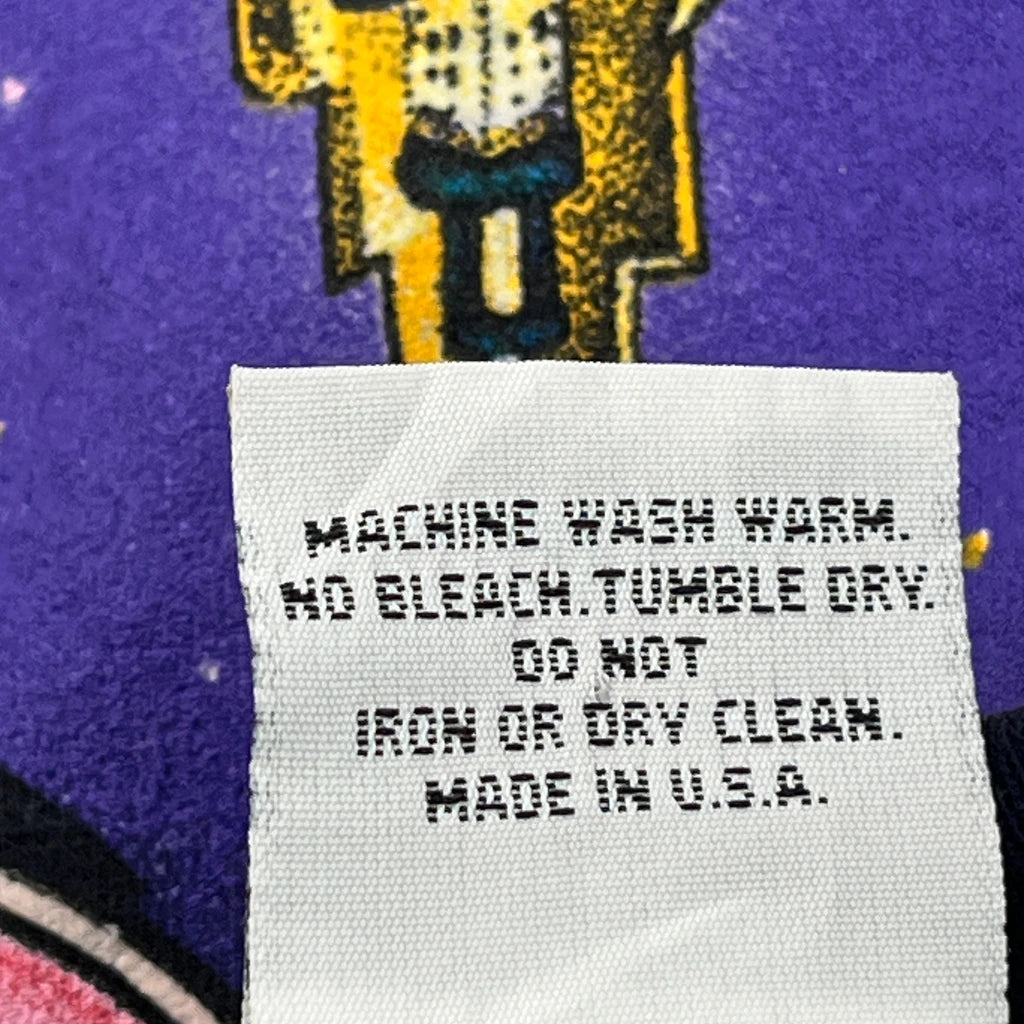 MACHINE WASH WARM.
NO BLEACH.TUMBLE DRY.
DO NOT
IRON OR DRY CLEAN.
MADE IN U.S.A.